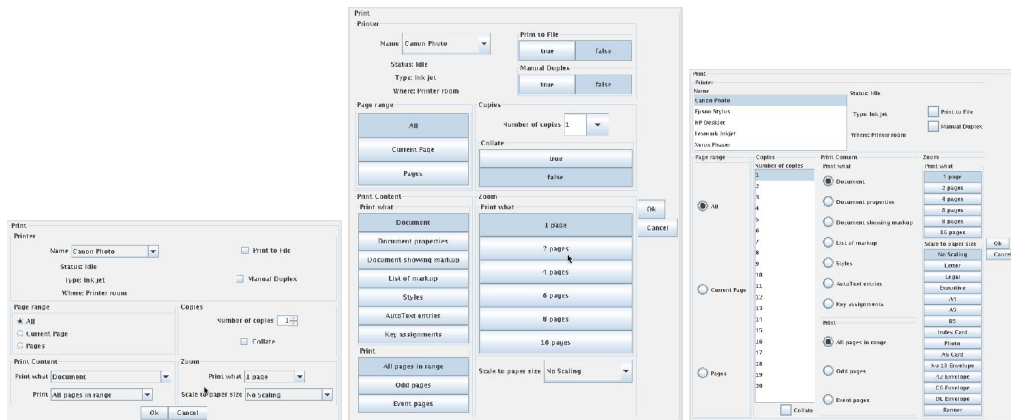 Print
Printer
Name Canon Photo
Print to File
Status: Idle
Type: Ink jet
Manual Duplex
Where: Printer room
Page range
All
Current Page
Pages
Copies
Number of copies 1
Collate
Print Content
Print what Document
Print All pages in range
Zoom
Print what 1 page
Scale to paper size No Scaling
Ok Cancel
Print
Printer
Name Canon Photo
Status: Idle
Type: Ink jet
Where: Printer room
Print to File
true false
Manual Duplex
true false
Page range
All
Current Page
Pages
Copies
Number of copies 1
Collate
true
false
Print Content
Print what
Document
Document properties
Document showing markup
List of markup
Styles
AutoText entries
Key assignments
Print
All pages in range
Odd pages
Event pages
Zoom
Print what
1 page
2 pages
4 pages
6 pages
8 pages
16 pages
Scale to paper size No Scaling
Ok
Cancel
Print
Printer
Name
Canon Photo
Epson Stylus
HP Deskjet
Lexmark Inkjet
Xerox Phaser
Status: Idle
Type: Ink jet
Where: Printer room
Print to File
Manual Duplex
Page range
All
Current Page
Pages
Copies
Number of copies
1
2
3
4
5
6
7
8
9
10
11
12
13
14
15
16
17
18
19
20
Collate
Print Content
Print what
Document
Document properties
Document showing markup
List of markup
Styles
AutoText entries
Key assignments
Print
All pages in range
Odd pages
Event pages
Zoom
Print what
1 page
2 pages
4 pages
6 pages
8 pages
16 pages
Scale to paper size
No Scaling
Letter
Legal
Executive
A4
A5
B5
Index Card
Photo
A6 Card
No 10 Envelope
A2 Envelope
C6 Envelope
DL Envelope
Banner
Ok
Cancel